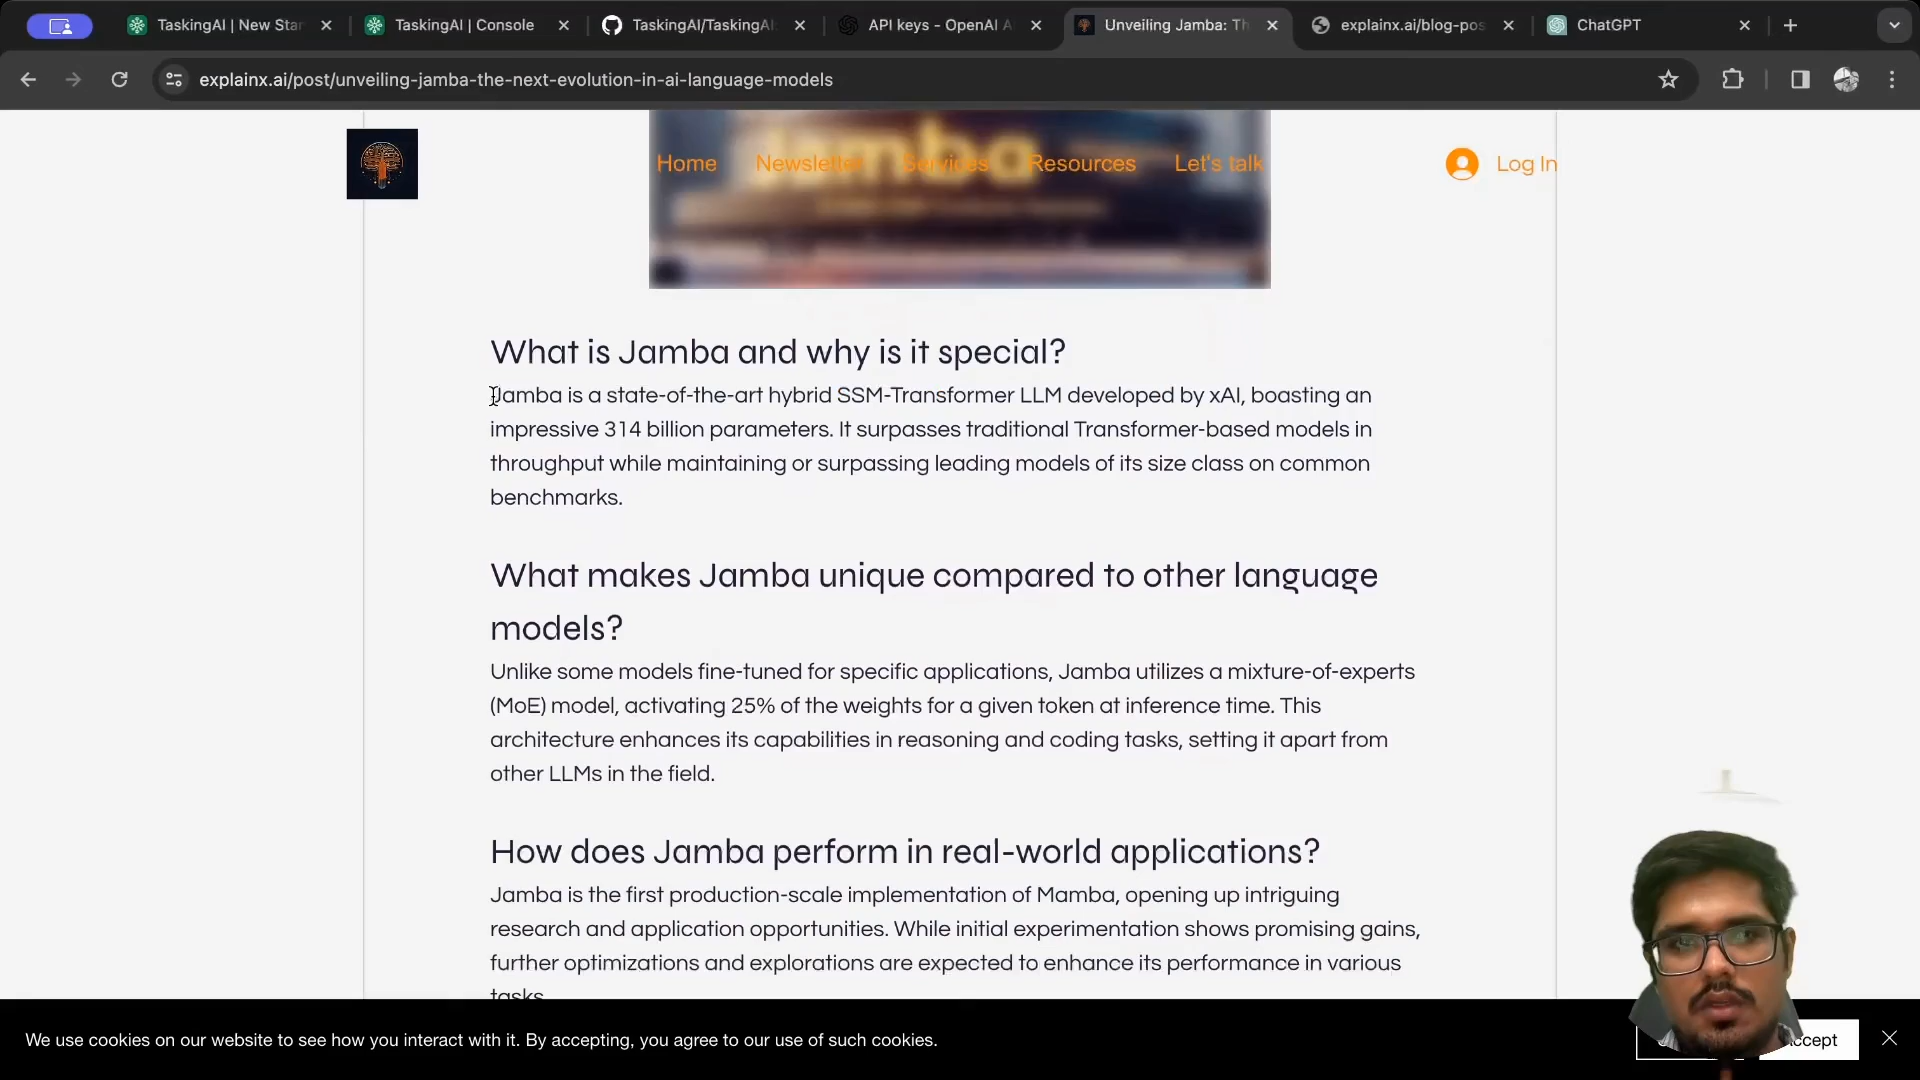 TaskingAI | New Star
TaskingAI | Console
TaskingAI/TaskingAI
API keys - OpenAI A
Unveiling Jamba: Th
explainx.ai/blog-pos
ChatGPT
explainx.ai/post/unveiling-jamba-the-next-evolution-in-ai-language-models
Jamba
Home Newsletter Services Resources Let's talk
Log In
What is Jamba and why is it special?
Jamba is a state-of-the-art hybrid SSM-Transformer LLM developed by xAI, boasting an
impressive 314 billion parameters. It surpasses traditional Transformer-based models in
throughput while maintaining or surpassing leading models of its size class on common
benchmarks.
What makes Jamba unique compared to other language
models?
Unlike some models fine-tuned for specific applications, Jamba utilizes a mixture-of-experts
(MoE) model, activating 25% of the weights for a given token at inference time. This
architecture enhances its capabilities in reasoning and coding tasks, setting it apart from
other LLMs in the field.
How does Jamba perform in real-world applications?
Jamba is the first production-scale implementation of Mamba, opening up intriguing
research and application opportunities. While initial experimentation shows promising gains,
further optimizations and explorations are expected to enhance its performance in various
tasks.
We use cookies on our website to see how you interact with it. By accepting, you agree to our use of such cookies.
Accept